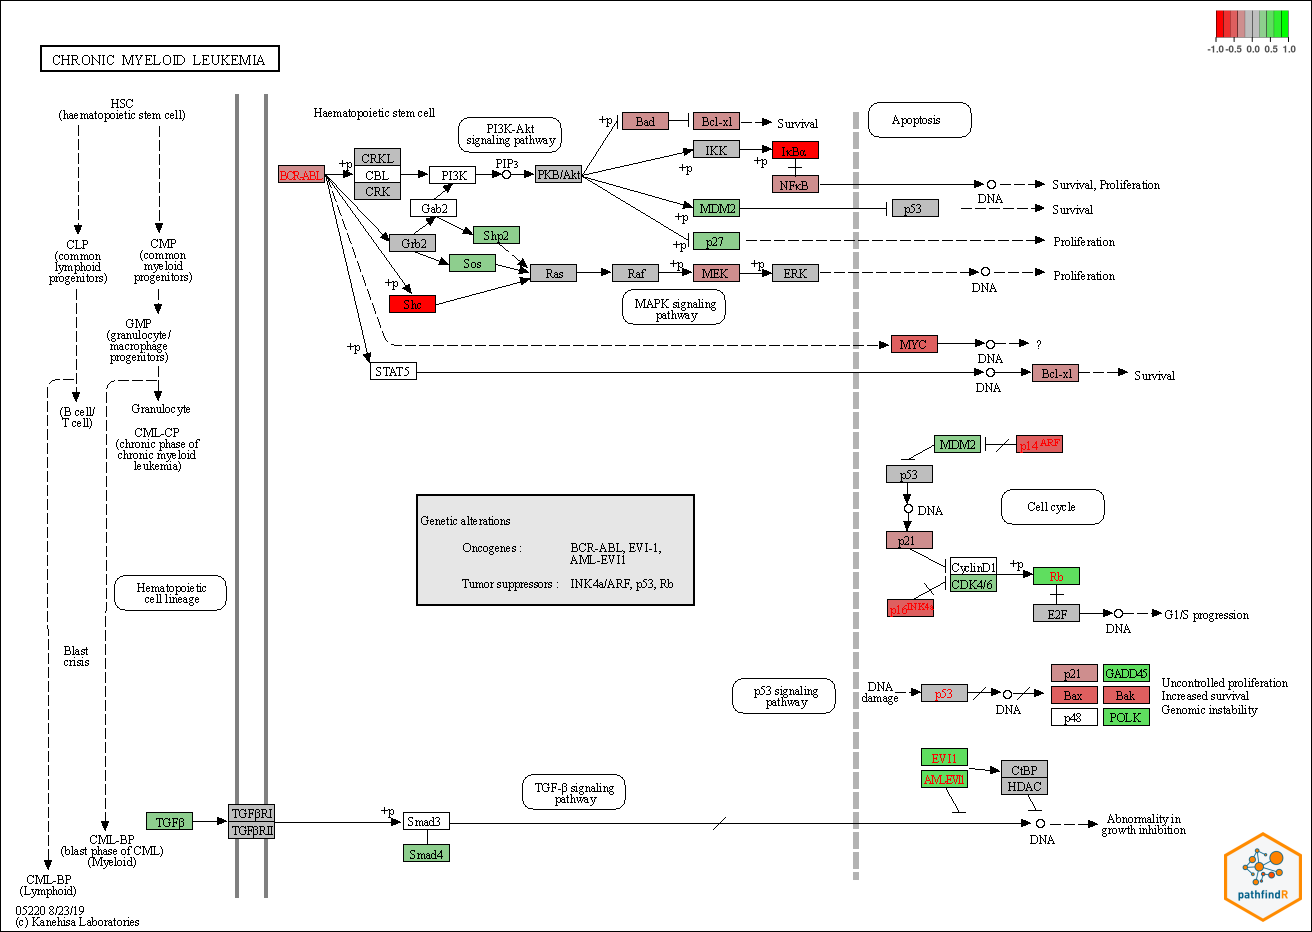 -1.0 -0.5 0.0 0.5 1.0
CHRONIC MYELOID LEUKEMIA
HSC
(haematopoietic stem cell)
CLP
(common
lymphoid
progenitors)
CMP
(common
myeloid
progenitors)
GMP
(granulocyte/
macrophage
progenitors)
(B cell/
T cell)
Granulocyte
CML-CP
(chronic phase of
chronic myeloid
leukemia)
Hematopoietic
cell lineage
Blast
crisis
CML-BP
(blast phase of CML)
(Myeloid)
CML-BP
(Lymphoid)
05220 8/23/19
(c) Kanehisa Laboratories
Haematopoietic stem cell
PI3K-Akt
signaling pathway
Apoptosis
BCR-ABL
+p
CRKL
CBL
CRK
PI3K
PIP3
PKB/Akt
Gab2
Grb2
Shp2
Sos
+p
Shc
Ras
Raf
+p
MEK
+p
ERK
DNA
Proliferation
MAPK signaling
pathway
+p
Bad
Bcl-xl
Survival
IKK
+p
+p
IκBα
NFκB
DNA
Survival, Proliferation
MDM2
+p
p53
Survival
+p
p27
Proliferation
MYC
DNA
?
+p
STAT5
DNA
Bcl-xl
Survival
MDM2
p14ARF
p53
DNA
Cell cycle
p21
CyclinD1
CDK4/6
+p
Rb
p16INK4a
E2F
DNA
G1/S progression
Genetic alterations
Oncogenes : BCR-ABL, EVI-1,
AML-EVI1
Tumor suppressors : INK4a/ARF, p53, Rb
p53 signaling
pathway
DNA
damage
p53
DNA
p21 GADD45
Bax Bak
p48 POLK
Uncontrolled proliferation
Increased survival
Genomic instability
EVI1
AML-EVI1
CtBP
HDAC
TGF-β signaling
pathway
TGFβ
TGFβRI
TGFβRII
+p
Smad3
Smad4
DNA
Abnormality in
growth inhibition
pathfindR